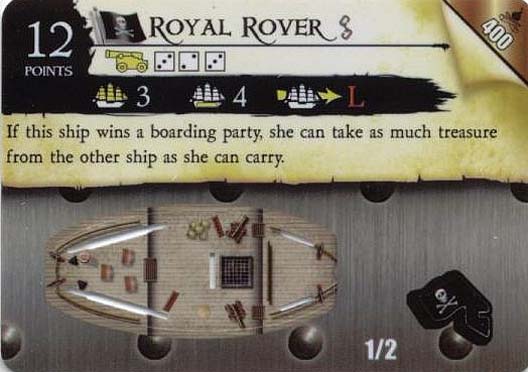 12
POINTS
ROYAL ROVER
400
3 4 L
If this ship wins a boarding party, she can take as much treasure
from the other ship as she can carry.
1/2